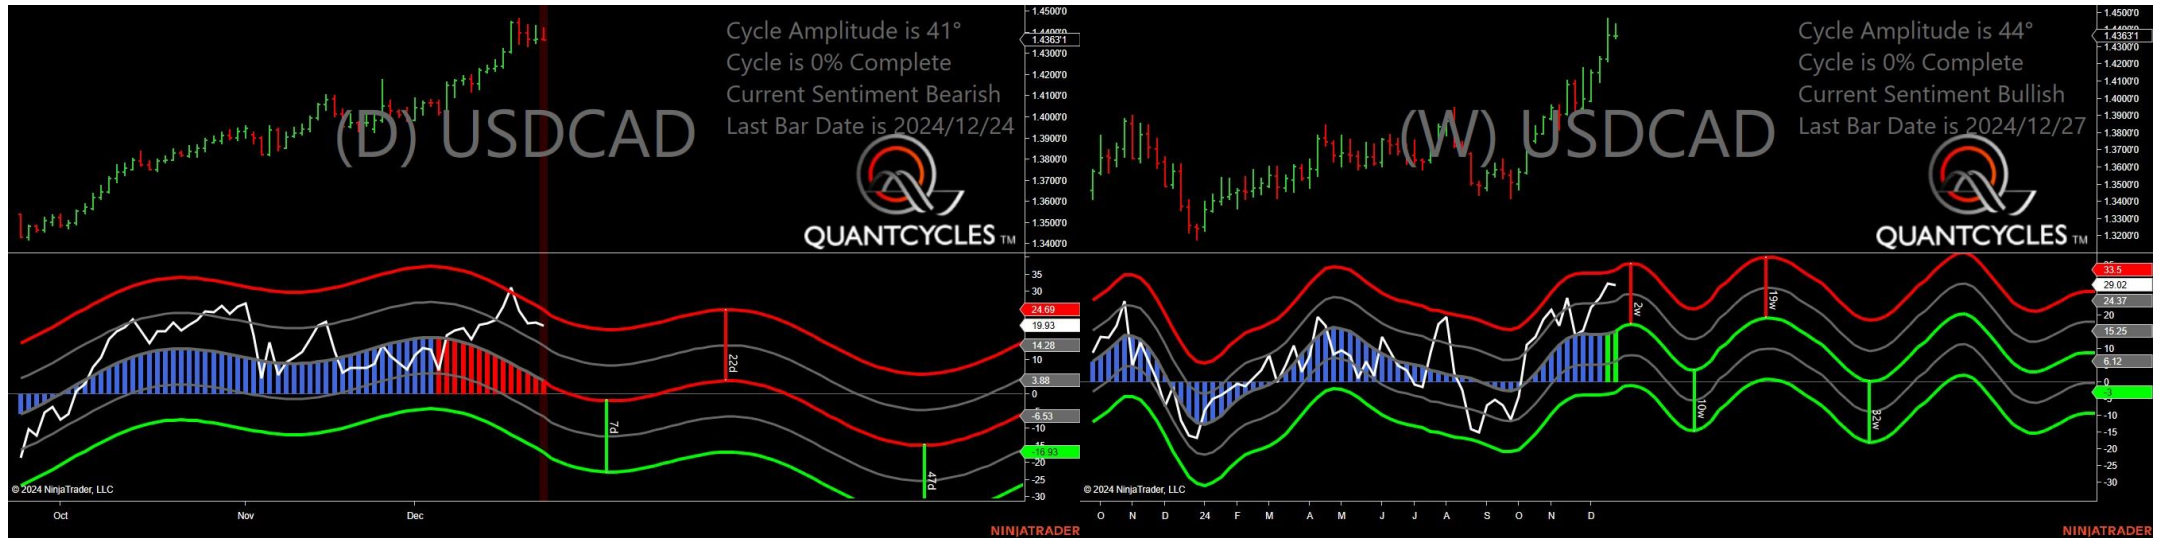 Cycle Amplitude is 41°
Cycle is 0% Complete
Current Sentiment Bearish
Last Bar Date is 2024/12/24
(D) USDCAD
QUANTCYCLES TM
1.4500'0
1.4363'1
1.4300'0
1.4200'0
1.4100'0
1.4000'0
1.3900'0
1.3800'0
1.3700'0
1.3600'0
1.3500'0
1.3400'0
35
30
24.69
19.93
14.28
10
3.88
0
-6.53
-10
-16.93
-20
-25
-30
7d
22d
47d
© 2024 NinjaTrader, LLC
Oct
Nov
Dec
NINJATRADER
Cycle Amplitude is 44°
Cycle is 0% Complete
Current Sentiment Bullish
Last Bar Date is 2024/12/27
(W) USDCAD
QUANTCYCLES TM
1.4500'0
1.4363'1
1.4300'0
1.4200'0
1.4100'0
1.4000'0
1.3900'0
1.3800'0
1.3700'0
1.3600'0
1.3500'0
1.3400'0
1.3300'0
1.3200'0
33.5
29.02
24.37
20
15.25
10
6.12
0
-10
-15
-20
-25
-30
2w
10w
19w
32w
© 2024 NinjaTrader, LLC
O N D 24 F M A M J J A S O N D
NINJATRADER